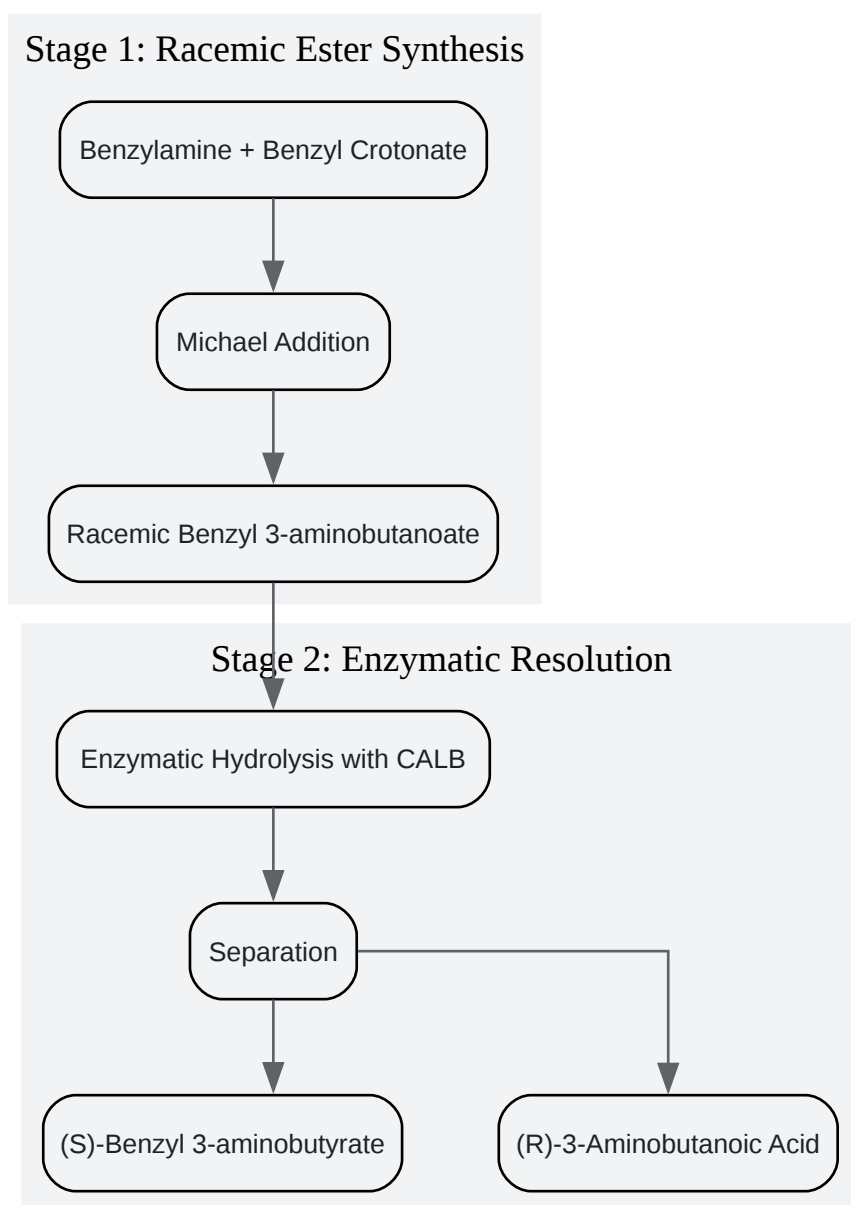 Stage 1: Racemic Ester Synthesis
Benzylamine + Benzyl Crotonate
Michael Addition
Racemic Benzyl 3-aminobutanoate
Stage 2: Enzymatic Resolution
Enzymatic Hydrolysis with CALB
Separation
(S)-Benzyl 3-aminobutyrate
(R)-3-Aminobutanoic Acid